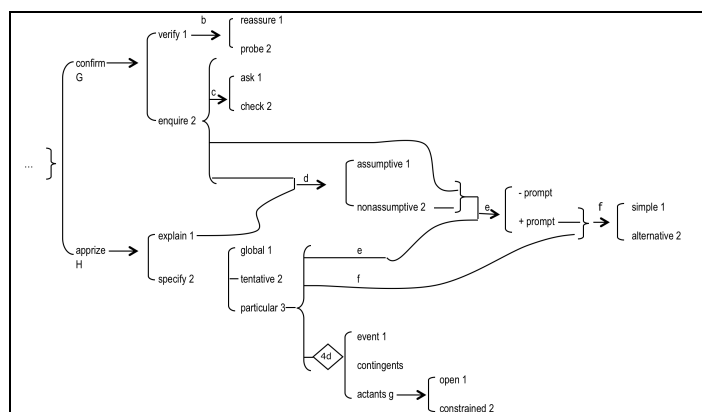 b
reassure 1
verify 1
probe 2
confirm
G
ask 1
c
check 2
enquire 2
...
assumptive 1
d
nonassumptive 2
- prompt
e
+ prompt
f
simple 1
alternative 2
explain 1
apprize
H
specify 2
global 1
tentative 2
particular 3
e
f
4d
event 1
contingents
actants g
open 1
constrained 2